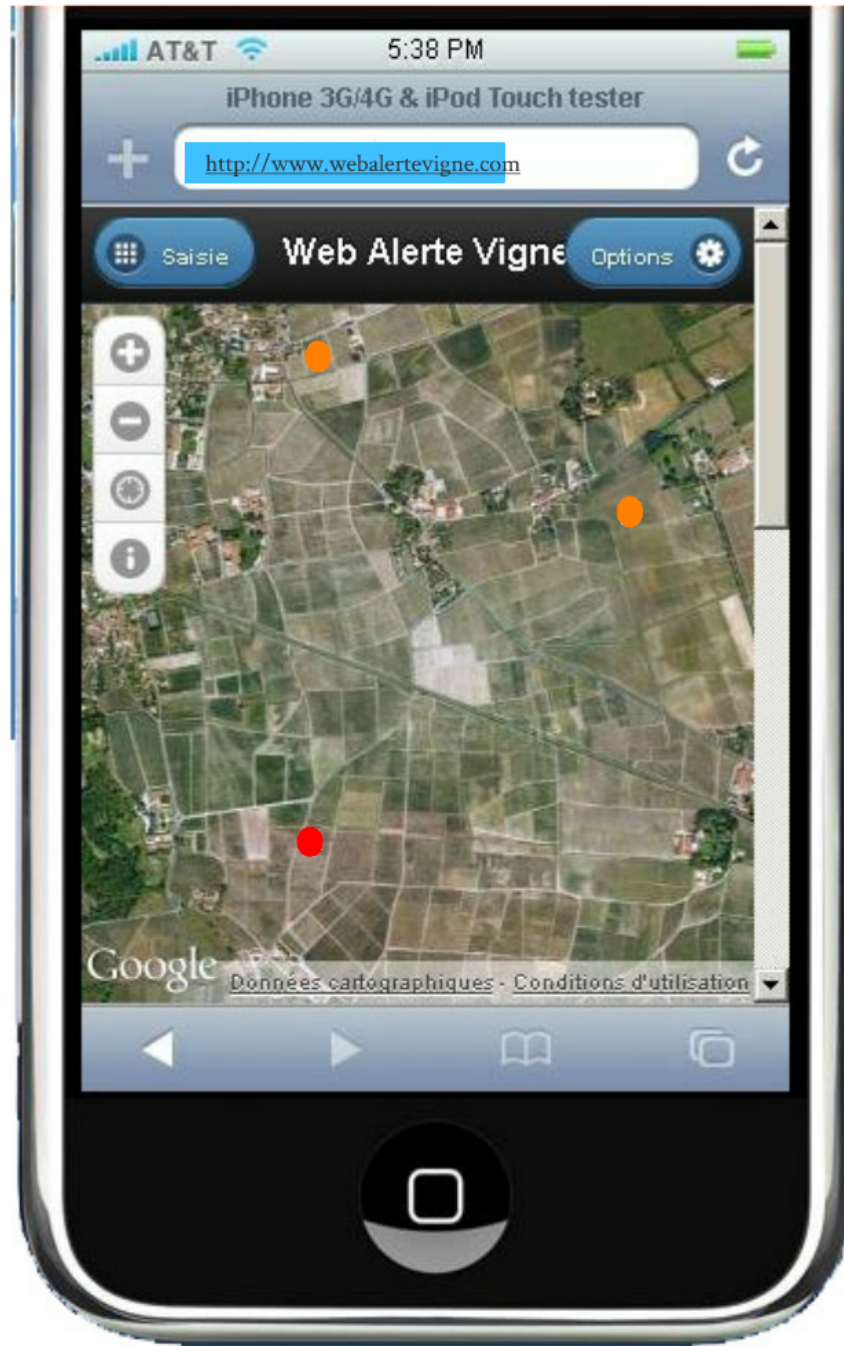 AT&T 5:38 PM
iPhone 3G/4G & iPod Touch tester
http://www.webalertevigne.com
Saisie Web Alerte Vigne Options
Google Données cartographiques - Conditions d'utilisation